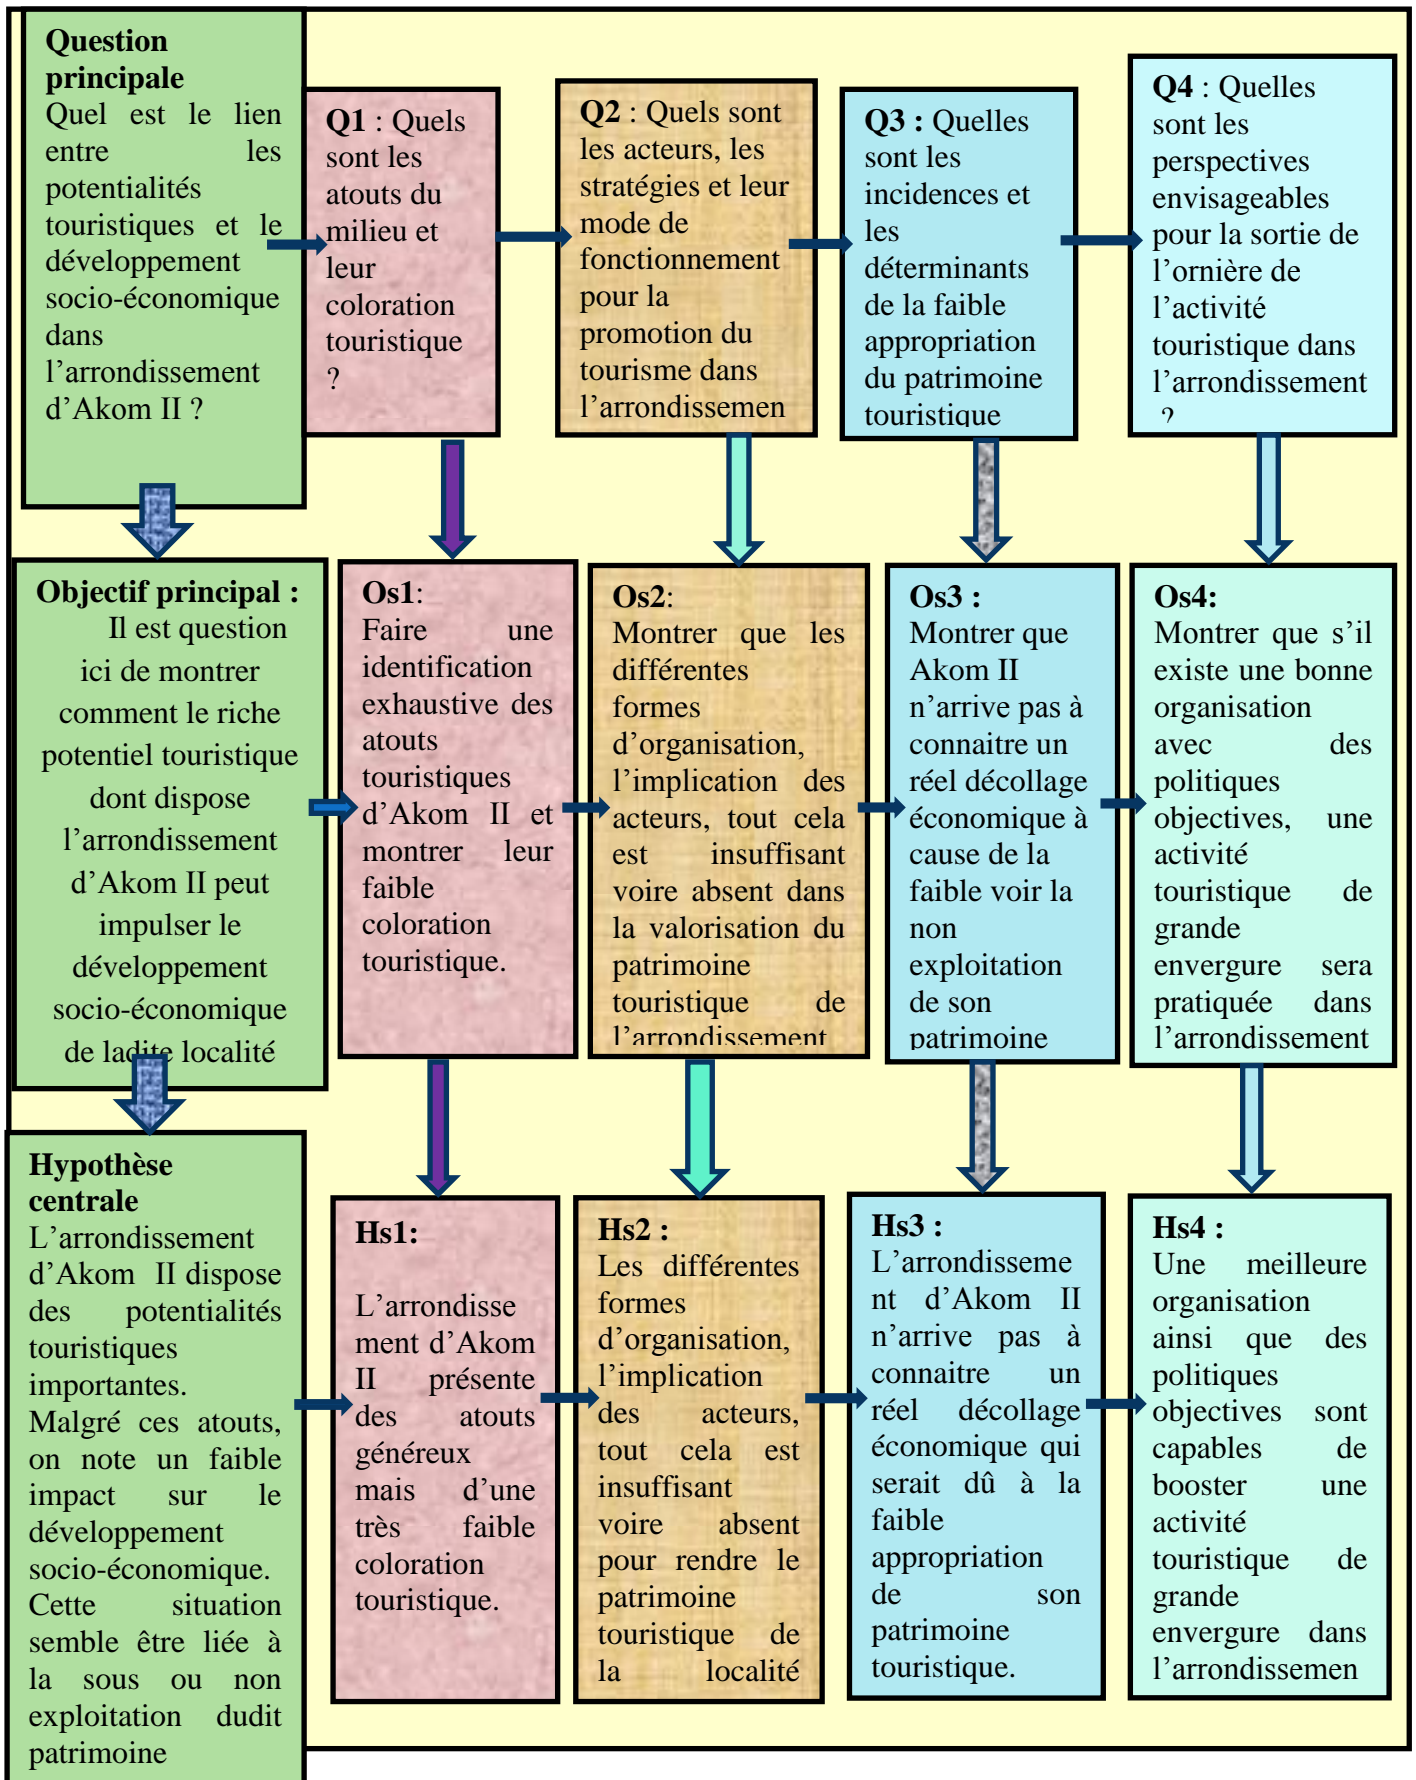 Question
principale
Quel est le lien
entre les
potentialités
touristiques et le
développement
socio-économique
dans
l’arrondissement
d’Akom II ?
Q1 : Quels
sont les
atouts du
milieu et
leur
coloration
touristique
?
Q2 : Quels sont
les acteurs, les
stratégies et leur
mode de
fonctionnement
pour la
promotion du
tourisme dans
l’arrondissemen
Q3 : Quelles
sont les
incidences et
les
déterminants
de la faible
appropriation
du patrimoine
touristique
Q4 : Quelles
sont les
perspectives
envisageables
pour la sortie de
l’ornière de
l’activité
touristique dans
l’arrondissement
?
Objectif principal :
Il est question
ici de montrer
comment le riche
potentiel touristique
dont dispose
l’arrondissement
d’Akom II peut
impulser le
développement
socio-économique
de ladite localité
Os1:
Faire une
identification
exhaustive des
atouts
touristiques
d’Akom II et
montrer leur
faible
coloration
touristique.
Os2:
Montrer que les
différentes
formes
d’organisation,
l’implication des
acteurs, tout cela
est insuffisant
voire absent dans
la valorisation du
patrimoine
touristique de
l’arrondissement
Os3 :
Montrer que
Akom II
n’arrive pas à
connaitre un
réel décollage
économique à
cause de la
faible voir la
non
exploitation
de son
patrimoine
Os4:
Montrer que s’il
existe une bonne
organisation
avec des
politiques
objectives, une
activité
touristique de
grande
envergure sera
pratiquée dans
l’arrondissement
Hypothèse
centrale
L’arrondissement
d’Akom II dispose
des potentialités
touristiques
importantes.
Malgré ces atouts,
on note un faible
impact sur le
développement
socio-économique.
Cette situation
semble être liée à
la sous ou non
exploitation dudit
patrimoine
Hs1:
L’arrondisse
ment d’Akom
II présente
des atouts
généreux
mais d’une
très faible
coloration
touristique.
Hs2 :
Les différentes
formes
d’organisation,
l’implication
des acteurs,
tout cela est
insuffisant
voire absent
pour rendre le
patrimoine
touristique de
la localité
Hs3 :
L’arrondisseme
nt d’Akom II
n’arrive pas à
connaitre un
réel décollage
économique qui
serait dû à la
faible
appropriation
de son
patrimoine
touristique.
Hs4 :
Une meilleure
organisation
ainsi que des
politiques
objectives sont
capables de
booster une
activité
touristique de
grande
envergure dans
l’arrondissemen